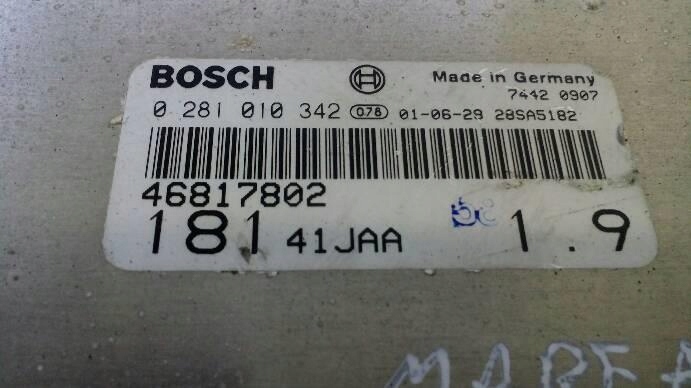 BOSCH Made in Germany
7442 0907
0 281 010 342 078 01-06-29 28SA5182
46817802
181 41JAA 1.9
MAREA